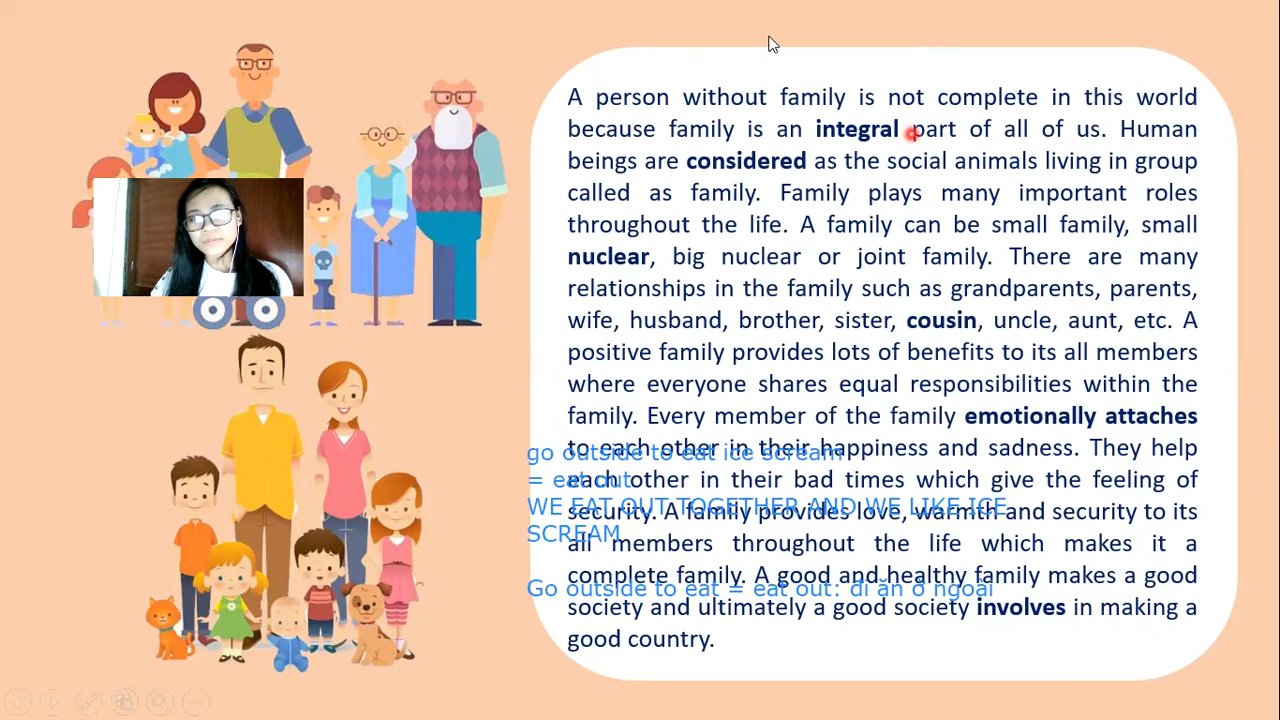 A person without family is not complete in this world
because family is an integral part of all of us. Human
beings are considered as the social animals living in group
called as family. Family plays many important roles
throughout the life. A family can be small family, small
nuclear, big nuclear or joint family. There are many
relationships in the family such as grandparents, parents,
wife, husband, brother, sister, cousin, uncle, aunt, etc. A
positive family provides lots of benefits to its all members
where everyone shares equal responsibilities within the
family. Every member of the family emotionally attaches
to each other in their happiness and sadness. They help
each other in their bad times which give the feeling of
security. A family provides love, warmth and security to its
all members throughout the life which makes it a
complete family. A good and healthy family makes a good
society and ultimately a good society involves in making a
good country.
go outside to eat ice scream
= eat out
WE EAT OUT TOGETHER AND WE LIKE ICE
SCREAM
Go outside to eat = eat out: đi ăn ở ngoài